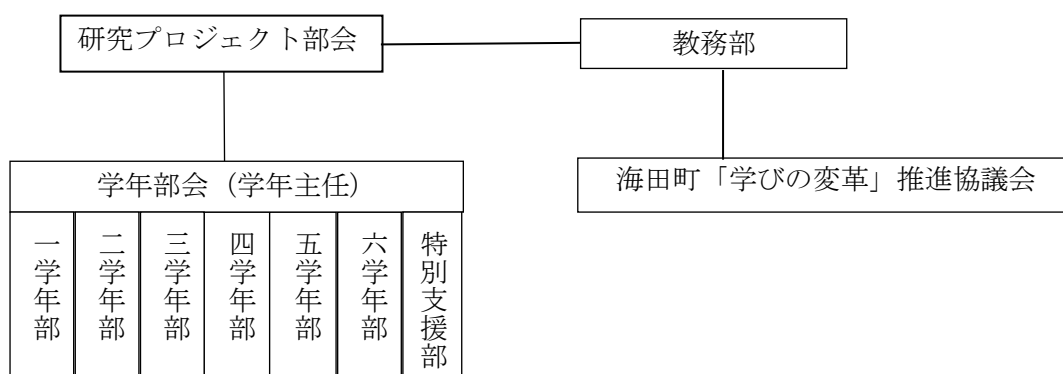 研究プロジェクト部会
教務部
学年部会（学年主任）
海田町「学びの変革」推進協議会
一学年部
二学年部
三学年部
四学年部
五学年部
六学年部
特別支援部